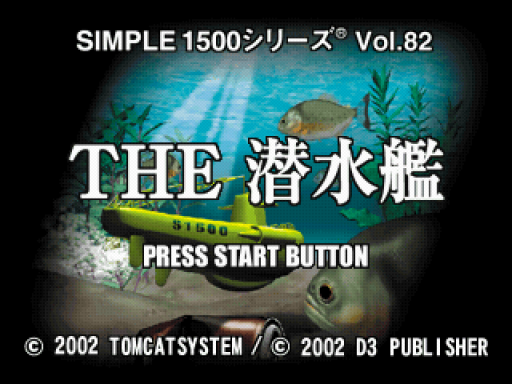 SIMPLE 1500シリーズ® Vol.82
THE 潜水艦
S1500
PRESS START BUTTON
© 2002 TOMCATSYSTEM / © 2002 D3 PUBLISHER